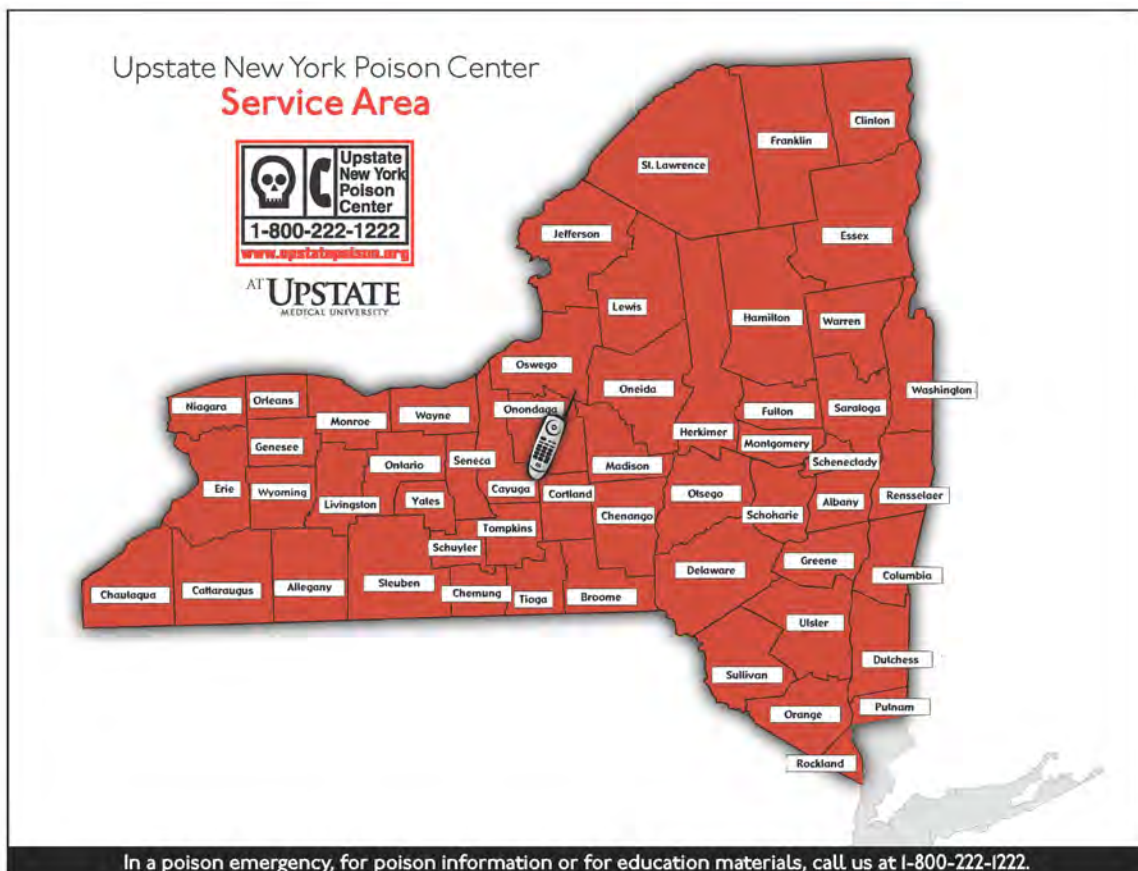 Upstate New York Poison Center
Service Area
Upstate
New York
Poison
Center
1-800-222-1222
www.upstatepoison.org
AT UPSTATE
MEDICAL UNIVERSITY
Clinton
Franklin
St. Lawrence
Jefferson
Essex
Lewis
Hamilton
Warren
Oswego
Oneida
Washington
Niagara
Orleans
Monroe
Wayne
Onondaga
Fulton
Saratoga
Herkimer
Montgomery
Genesee
Ontario
Seneca
Madison
Schenectady
Erie
Wyoming
Livingston
Yates
Cayuga
Cortland
Otsego
Albany
Rensselaer
Chenango
Schoharie
Tompkins
Schuyler
Greene
Columbia
Chautauqua
Cattaraugus
Allegany
Steuben
Chemung
Tioga
Broome
Delaware
Ulster
Sullivan
Dutchess
Orange
Putnam
Rockland
In a poison emergency, for poison information or for education materials, call us at 1-800-222-1222.